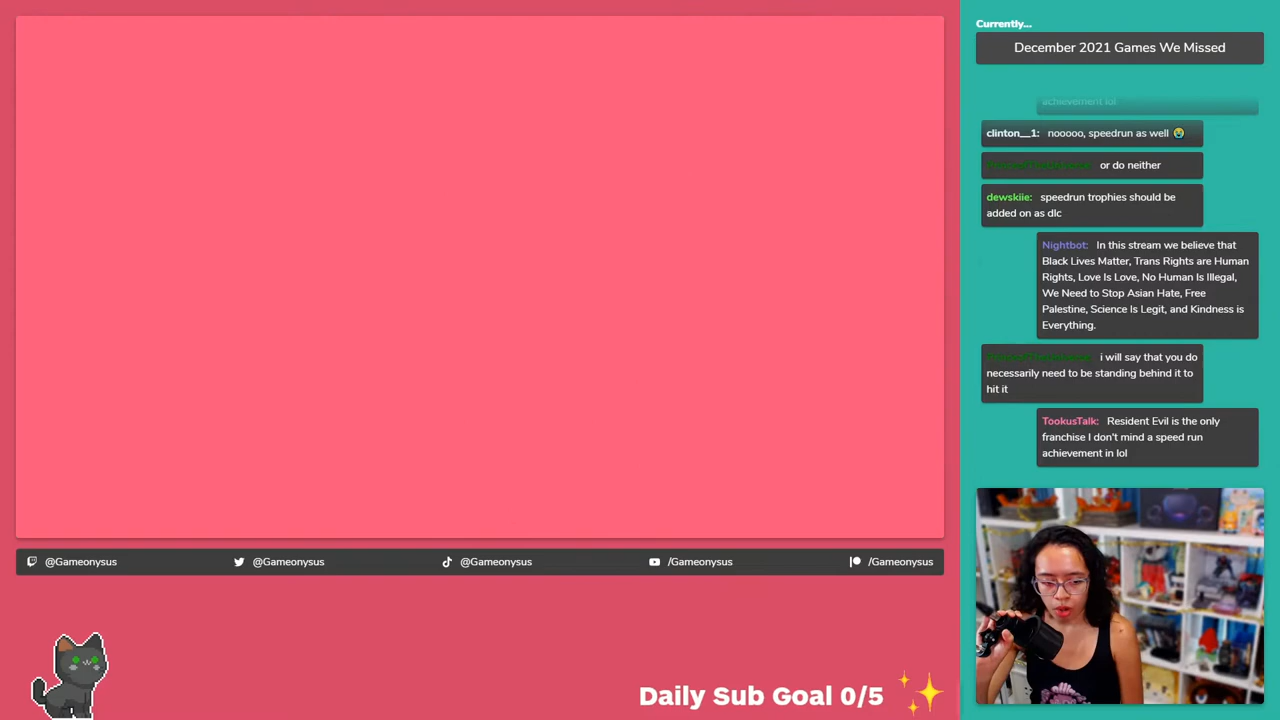 Currently...
December 2021 Games We Missed
achievement lol
clinton__1: nooooo, speedrun as well 😭
or do neither
dewskiie: speedrun trophies should be
added on as dlc
Nightbot: In this stream we believe that
Black Lives Matter, Trans Rights are Human
Rights, Love Is Love, No Human Is Illegal,
We Need to Stop Asian Hate, Free
Palestine, Science Is Legit, and Kindness is
Everything.
i will say that you do
necessarily need to be standing behind it to
hit it
TookusTalk: Resident Evil is the only
franchise I don't mind a speed run
achievement in lol
@Gameonysus @Gameonysus @Gameonysus /Gameonysus /Gameonysus
Daily Sub Goal 0/5